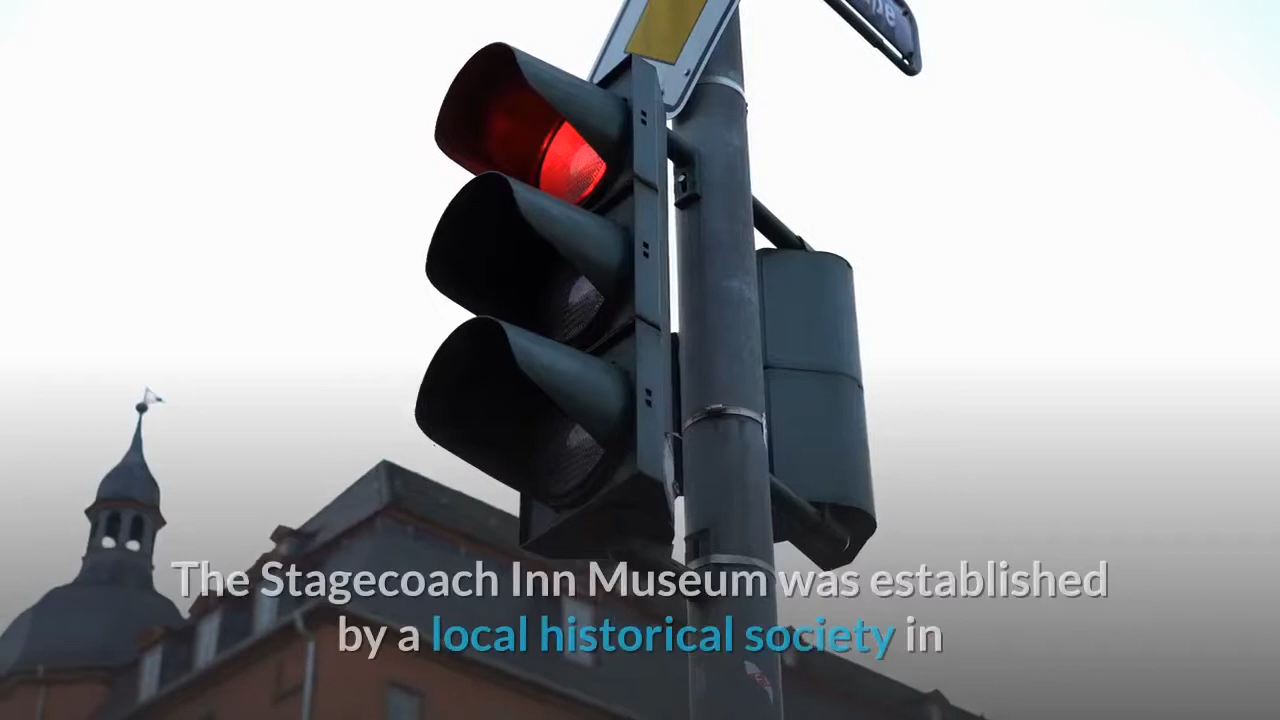 The Stagecoach Inn Museum was established
by a local historical society in